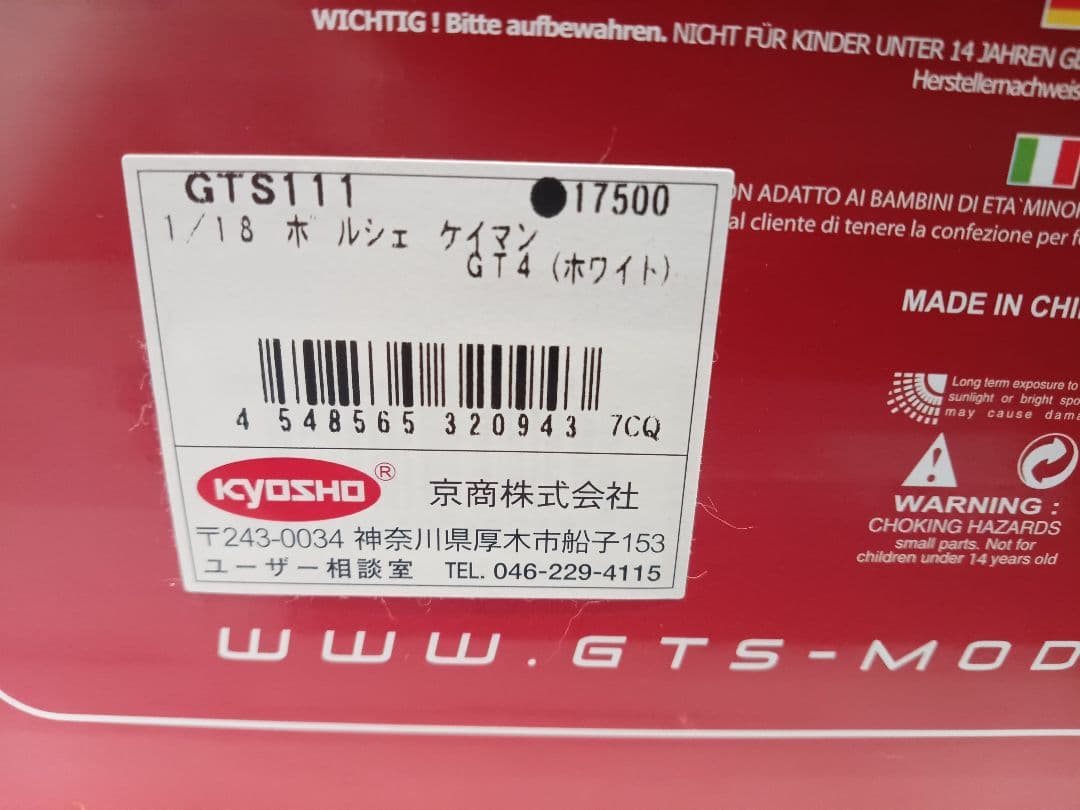 WICHTIG ! Bitte aufbewahren. NICHT FÜR KINDER UNTER 14 JAHREN
Herstellernachweis
GTS111 ●17500
1/18 ポルシェ ケイマン
GT4 (ホワイト)
4 548565 320943 7CQ
KYOSHO® 京商株式会社
〒243-0034 神奈川県厚木市船子153
ユーザー相談室 TEL. 046-229-4115
ADATTO AI BAMBINI DI ETA`
al cliente di tenere la confezione per
MADE IN
Long term exposure to
sunlight or bright
may cause
WARNING :
CHOKING HAZARDS
small parts. Not for
children under 14 years old
WWW.GTS-MOD